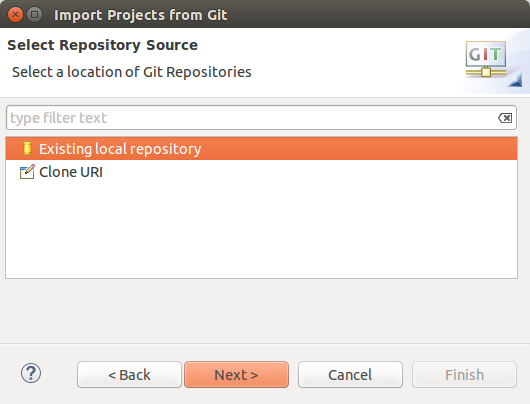 Import Projects from Git
Select Repository Source
Select a location of Git Repositories
GIT
type filter text
Existing local repository
Clone URI
?
< Back
Next >
Cancel
Finish